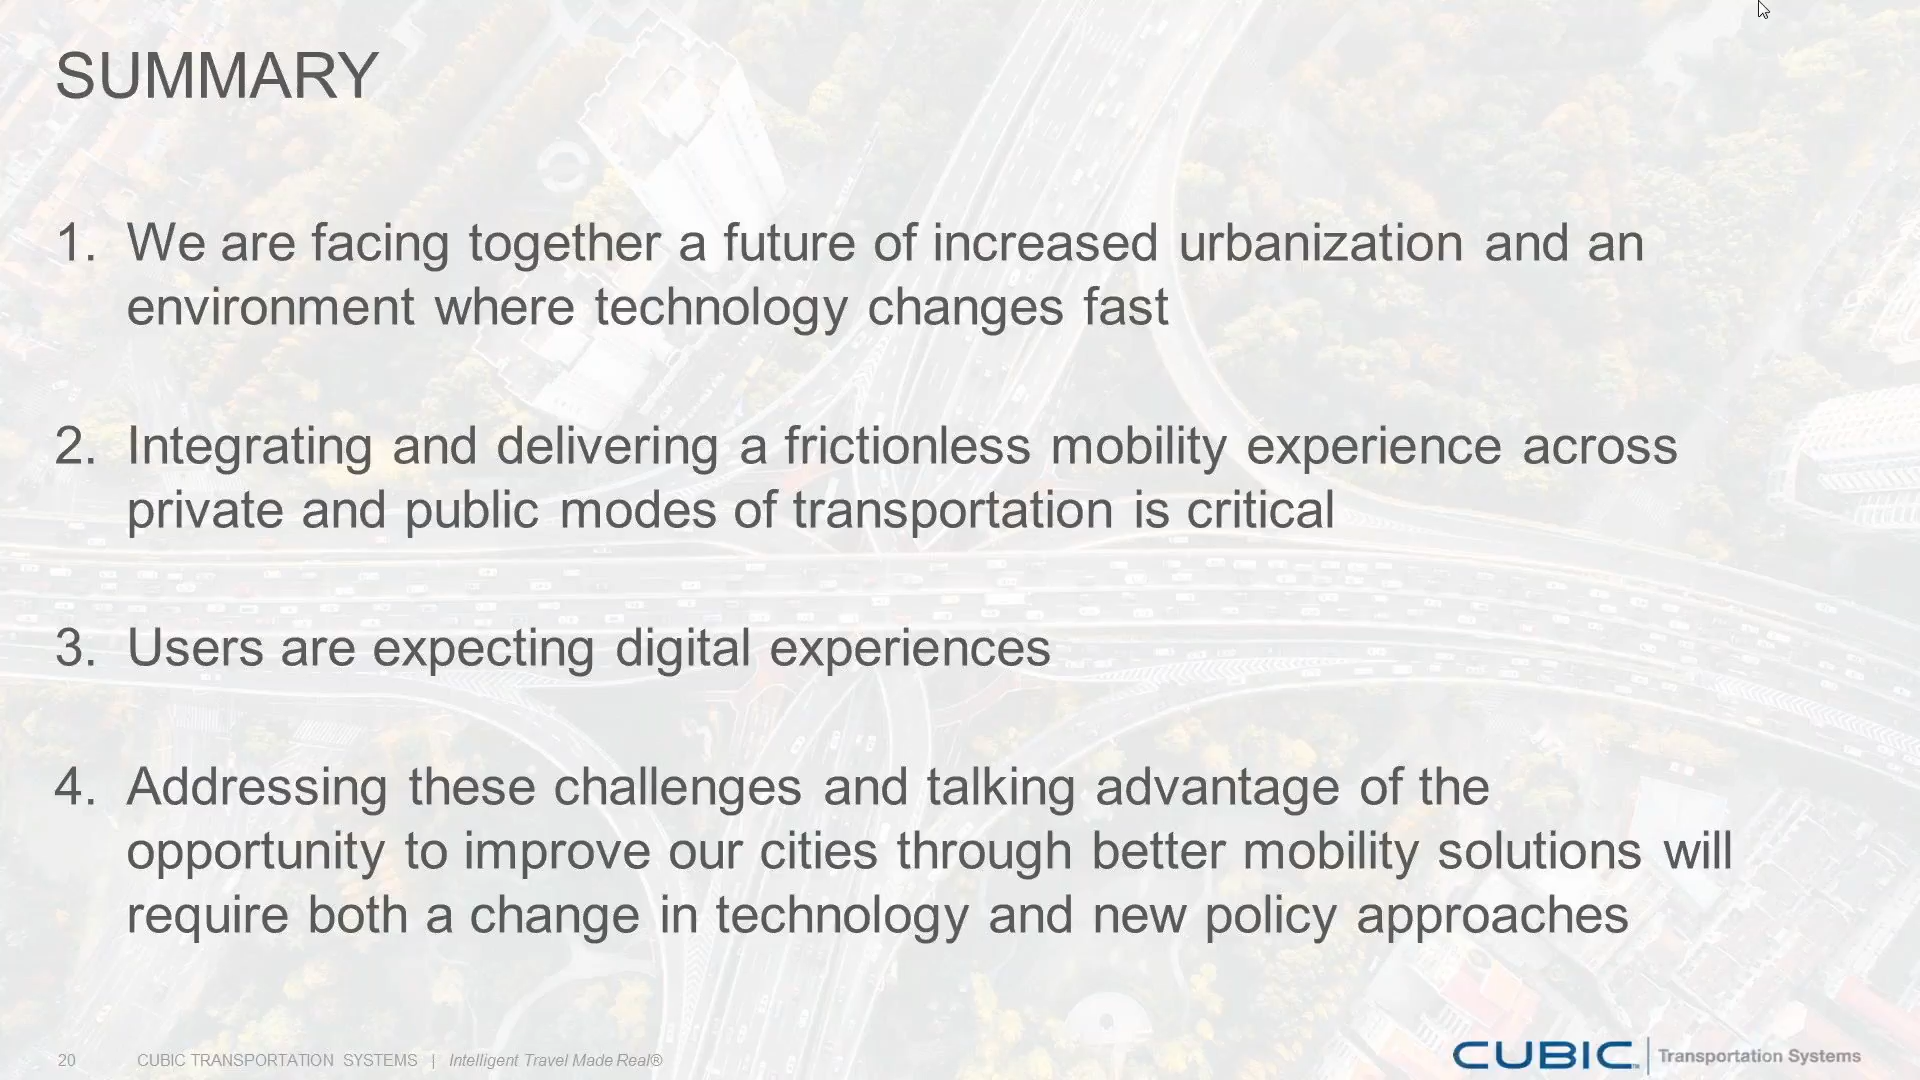 SUMMARY
1. We are facing together a future of increased urbanization and an
environment where technology changes fast
2. Integrating and delivering a frictionless mobility experience across
private and public modes of transportation is critical
3. Users are expecting digital experiences
4. Addressing these challenges and talking advantage of the
opportunity to improve our cities through better mobility solutions will
require both a change in technology and new policy approaches
20 CUBIC TRANSPORTATION SYSTEMS | Intelligent Travel Made Real®
CUBIC™ | Transportation Systems